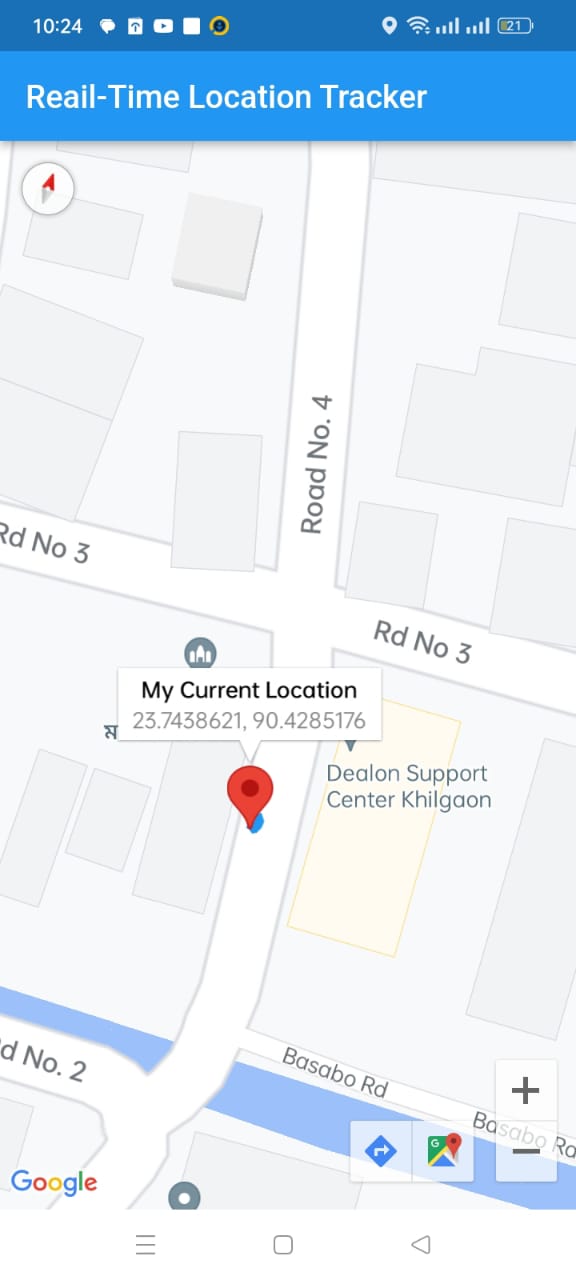 10:24
21
Reail-Time Location Tracker
Road No. 4
Rd No 3
Rd No 3
My Current Location
23.7438621, 90.4285176
ম
Dealon Support
Center Khilgaon
d No. 2
Basabo Rd
Basabo Rd
Google